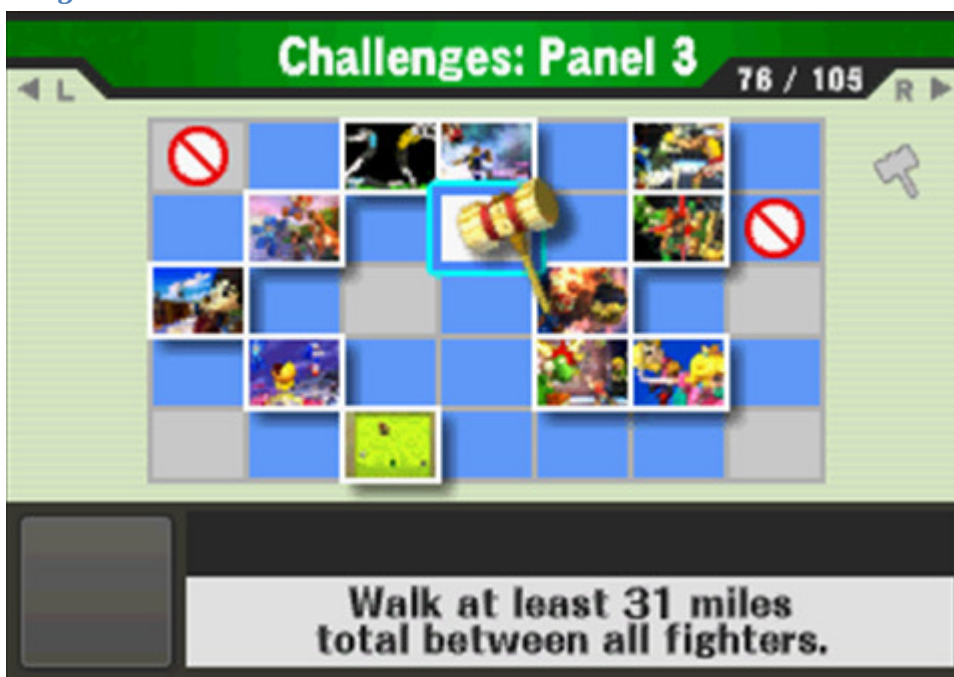 Challenges: Panel 3
76 / 105
L
R
Walk at least 31 miles
total between all fighters.